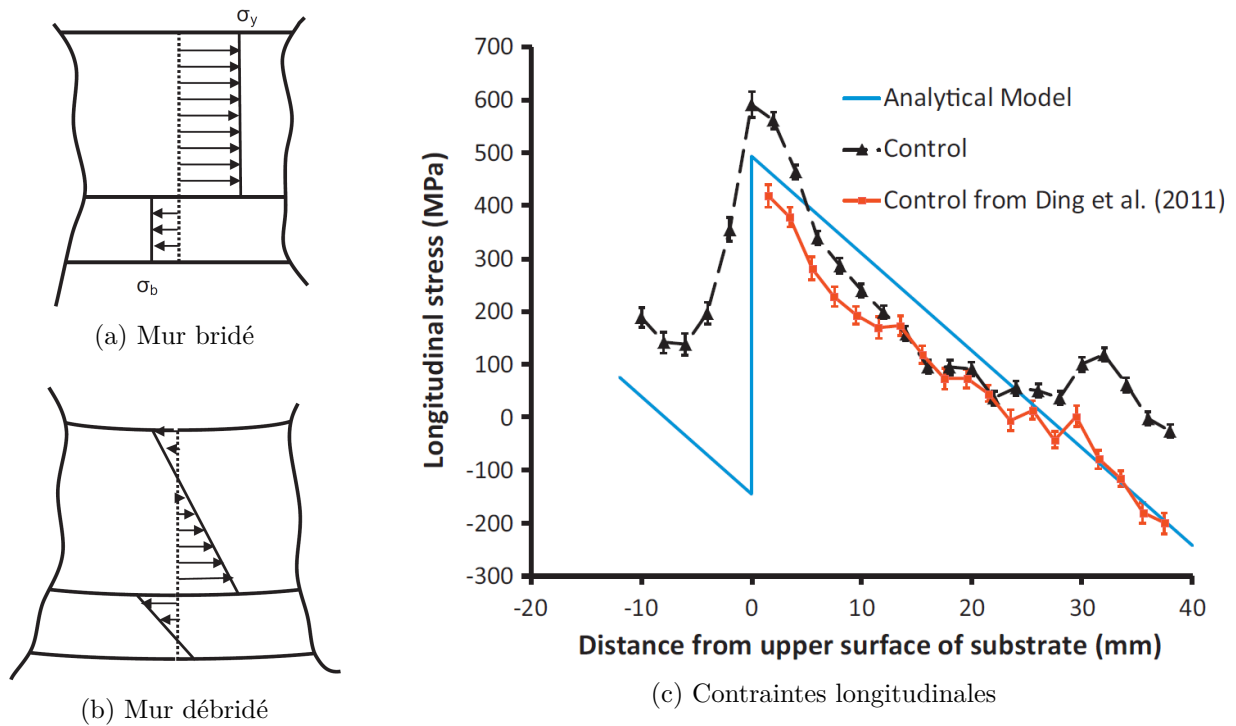 σy
σb
(a) Mur bridé
(b) Mur débridé
700
600
500
400
300
200
100
0
-100
-200
-300
-20
-10
0
10
20
30
40
Longitudinal stress (MPa)
Distance from upper surface of substrate (mm)
Analytical Model
Control
Control from Ding et al. (2011)
(c) Contraintes longitudinales